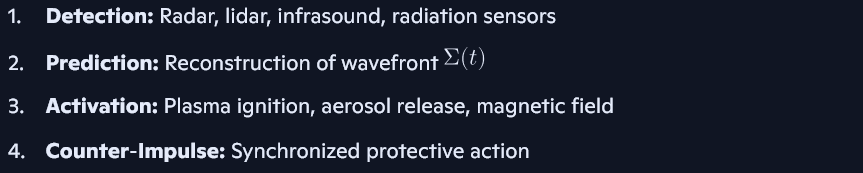 1. Detection: Radar, lidar, infrasound, radiation sensors
2. Prediction: Reconstruction of wavefront Σ(t)
3. Activation: Plasma ignition, aerosol release, magnetic field
4. Counter-Impulse: Synchronized protective action